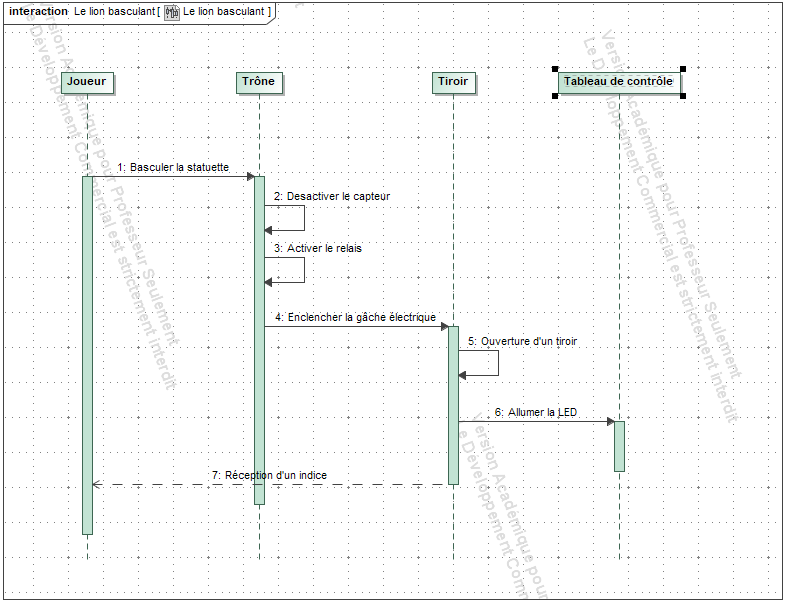 interaction Le lion basculant [ Le lion basculant ]
Joueur
Trône
Tiroir
Tableau de contrôle
1: Basculer la statuette
2: Desactiver le capteur
3: Activer le relais
4: Enclencher la gâche électrique
5: Ouverture d'un tiroir
6: Allumer la LED
7: Réception d'un indice
Version Académique pour Professeur Seulement
Le Développement Commercial est strictement interdit
Version Académique pour Professeur Seulement
Le Développement Commercial est strictement interdit
Version Académique pour
Le Développement Comm